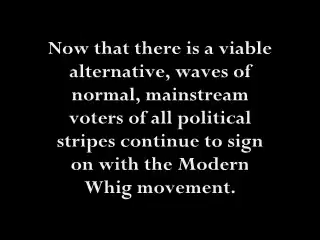 Now that there is a viable
alternative, waves of
normal, mainstream
voters of all political
stripes continue to sign
on with the Modern
Whig movement.